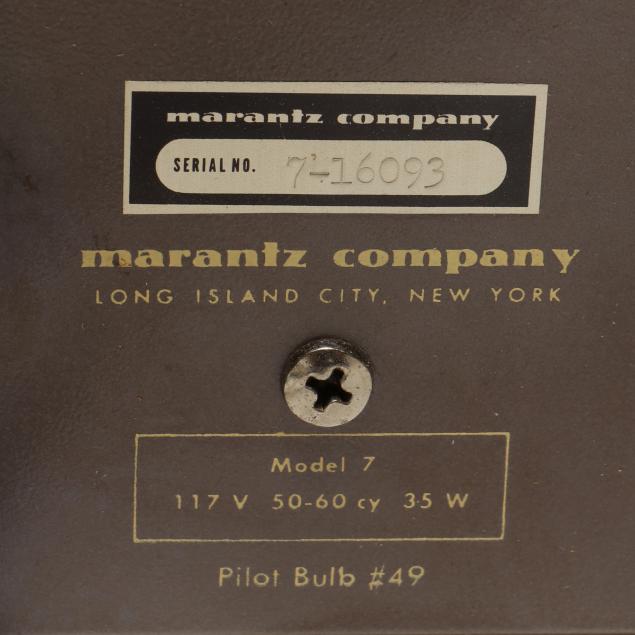 marantz company
SERIAL NO. 7-16093
marantz company
LONG ISLAND CITY, NEW YORK
Model 7
117 V 50-60 cy 35 W
Pilot Bulb #49